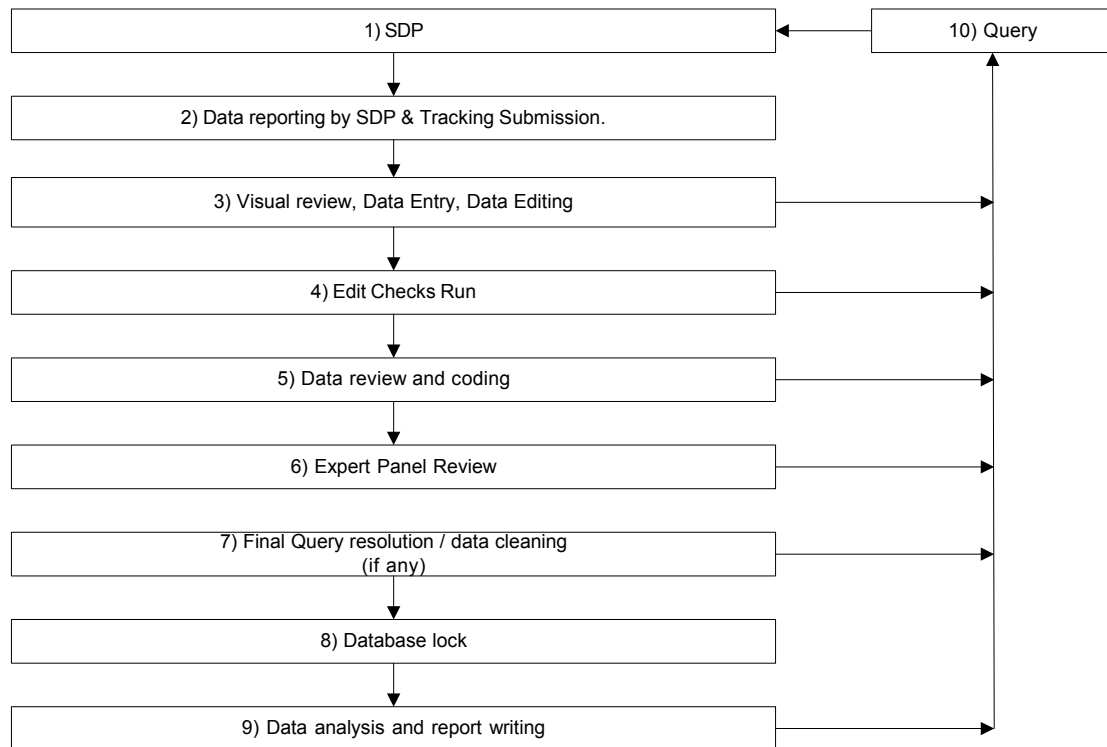 1) SDP
10) Query
2) Data reporting by SDP & Tracking Submission.
3) Visual review, Data Entry, Data Editing
4) Edit Checks Run
5) Data review and coding
6) Expert Panel Review
7) Final Query resolution / data cleaning
(if any)
8) Database lock
9) Data analysis and report writing